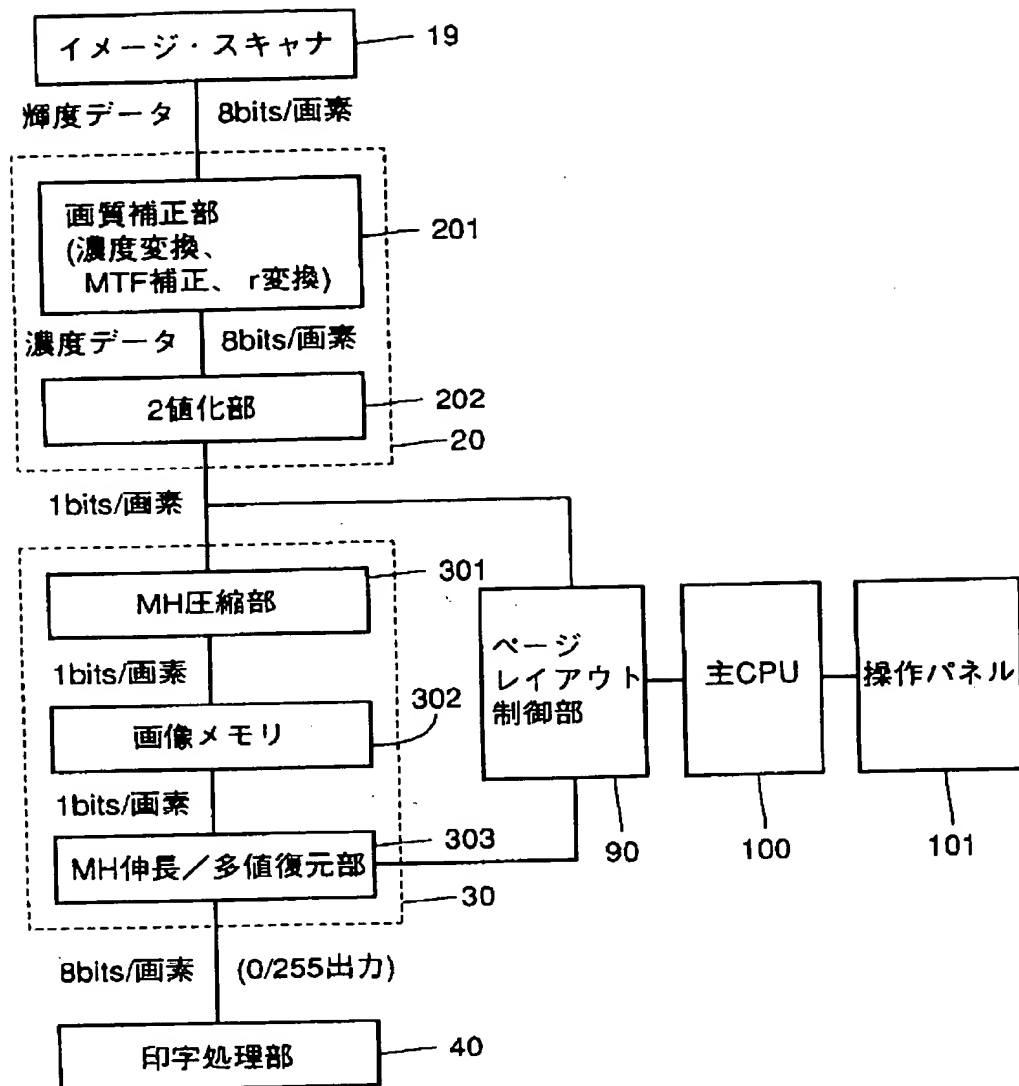 イメージ・スキャナ
19
輝度データ 8bits/画素
画質補正部
(濃度変換、
MTF補正、r変換)
201
濃度データ 8bits/画素
2値化部
202
20
1bits/画素
MH圧縮部
301
1bits/画素
302
画像メモリ
1bits/画素
303
MH伸長／多値復元部
30
ページ
レイアウト
制御部
90
主CPU
100
操作パネル
101
8bits/画素 (0/255出力)
印字処理部
40